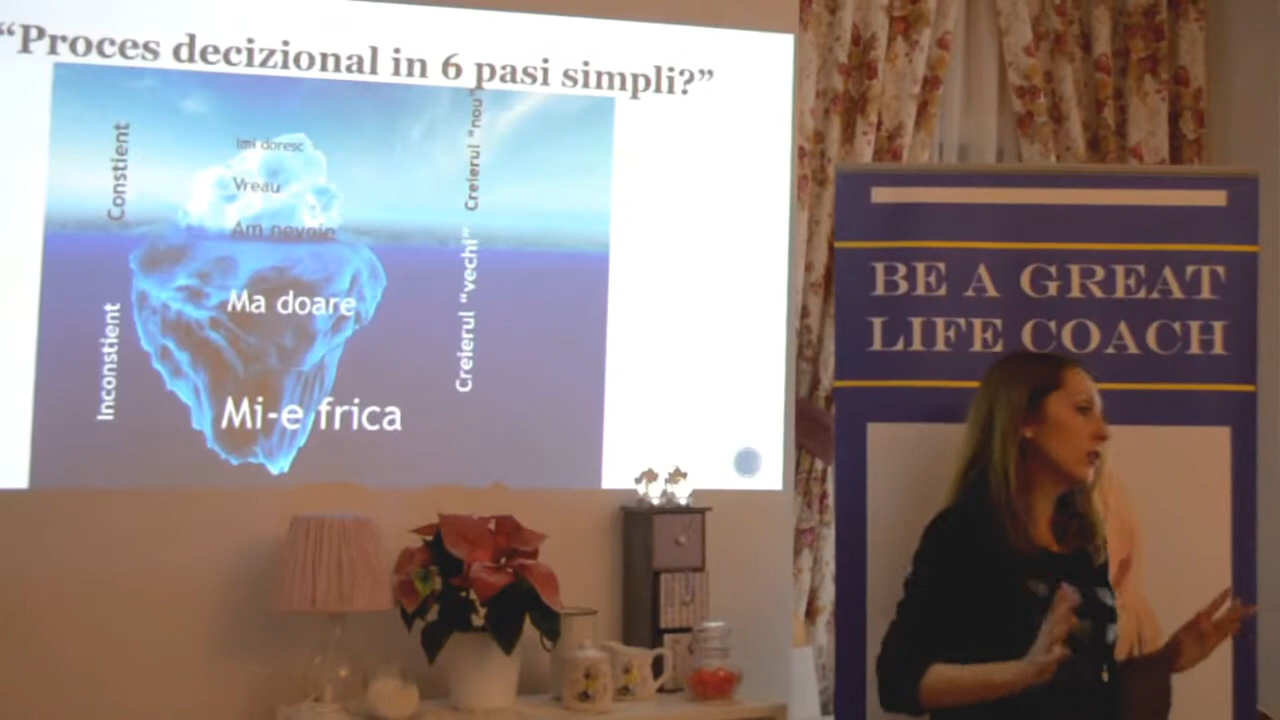 “Proces decizional in 6 pasi simpli?”
Constient
Imi doresc
Vreau
Am nevoie
Creierul “nou”
Inconstient
Ma doare
Mi-e frica
Creierul “vechi”
BE A GREAT
LIFE COACH